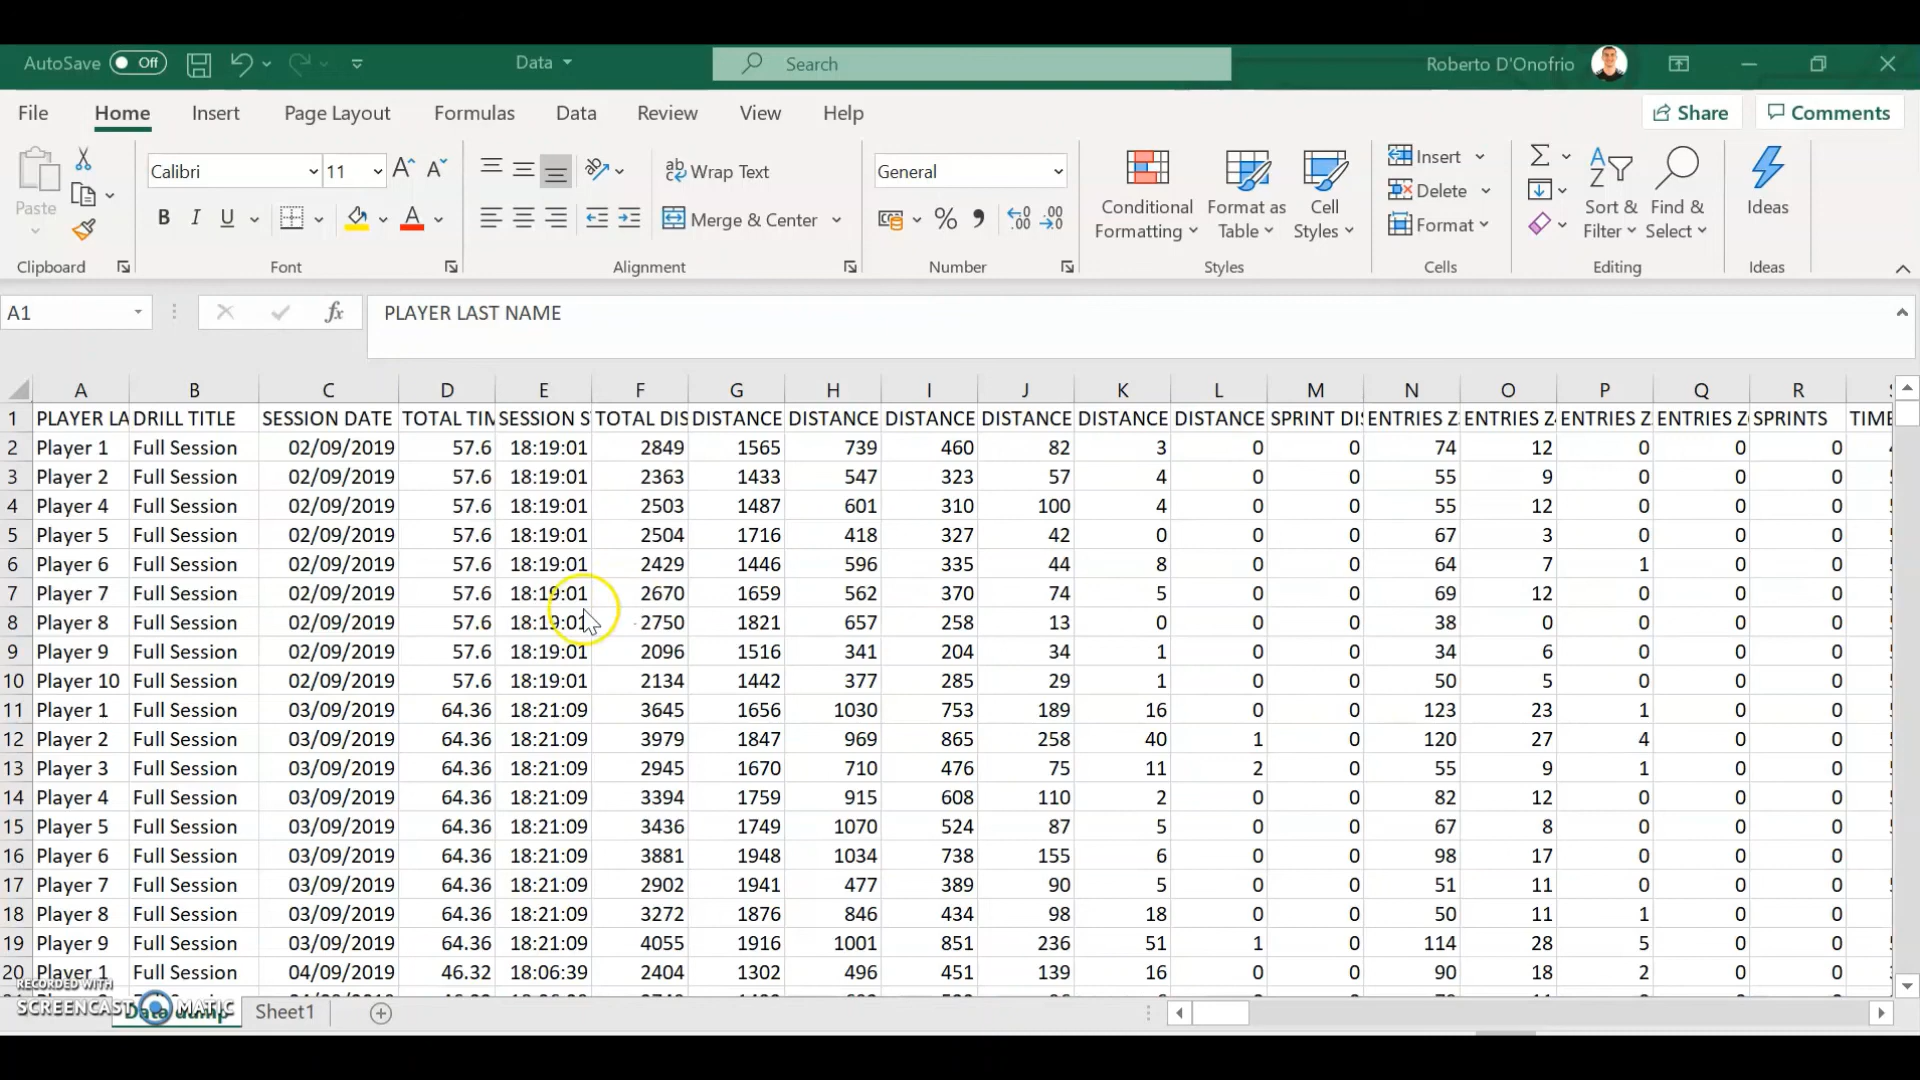 AutoSave Off Data Search Roberto D'Onofrio
File Home Insert Page Layout Formulas Data Review View Help Share Comments
Paste Calibri 11 Wrap Text General Conditional Formatting Format as Table Cell Styles Insert Delete Format Sort & Filter Find & Select Ideas
B I U Merge & Center % 9 .00 .00
Clipboard Font Alignment Number Styles Cells Editing Ideas
A1 fx PLAYER LAST NAME
A B C D E F G H I J K L M N O P Q R
1 PLAYER LA DRILL TITLE SESSION DATE TOTAL TIM SESSION S TOTAL DIS DISTANCE DISTANCE DISTANCE DISTANCE DISTANCE DISTANCE SPRINT DI ENTRIES Z ENTRIES Z ENTRIES Z ENTRIES Z SPRINTS TIME
2 Player 1 Full Session 02/09/2019 57.6 18:19:01 2849 1565 739 460 82 3 0 0 74 12 0 0 0
3 Player 2 Full Session 02/09/2019 57.6 18:19:01 2363 1433 547 323 57 4 0 0 55 9 0 0 0
4 Player 4 Full Session 02/09/2019 57.6 18:19:01 2503 1487 601 310 100 4 0 0 55 12 0 0 0
5 Player 5 Full Session 02/09/2019 57.6 18:19:01 2504 1716 418 327 42 0 0 0 67 3 0 0 0
6 Player 6 Full Session 02/09/2019 57.6 18:19:01 2429 1446 596 335 44 8 0 0 64 7 1 0 0
7 Player 7 Full Session 02/09/2019 57.6 18:19:01 2670 1659 562 370 74 5 0 0 69 12 0 0 0
8 Player 8 Full Session 02/09/2019 57.6 18:19:01 2750 1821 657 258 13 0 0 0 38 0 0 0 0
9 Player 9 Full Session 02/09/2019 57.6 18:19:01 2096 1516 341 204 34 1 0 0 34 6 0 0 0
10 Player 10 Full Session 02/09/2019 57.6 18:19:01 2134 1442 377 285 29 1 0 0 50 5 0 0 0
11 Player 1 Full Session 03/09/2019 64.36 18:21:09 3645 1656 1030 753 189 16 0 0 123 23 1 0 0
12 Player 2 Full Session 03/09/2019 64.36 18:21:09 3979 1847 969 865 258 40 1 0 120 27 4 0 0
13 Player 3 Full Session 03/09/2019 64.36 18:21:09 2945 1670 710 476 75 11 2 0 55 9 1 0 0
14 Player 4 Full Session 03/09/2019 64.36 18:21:09 3394 1759 915 608 110 2 0 0 82 12 0 0 0
15 Player 5 Full Session 03/09/2019 64.36 18:21:09 3436 1749 1070 524 87 5 0 0 67 8 0 0 0
16 Player 6 Full Session 03/09/2019 64.36 18:21:09 3881 1948 1034 738 155 6 0 0 98 17 0 0 0
17 Player 7 Full Session 03/09/2019 64.36 18:21:09 2902 1941 477 389 90 5 0 0 51 11 0 0 0
18 Player 8 Full Session 03/09/2019 64.36 18:21:09 3272 1876 846 434 98 18 0 0 50 11 1 0 0
19 Player 9 Full Session 03/09/2019 64.36 18:21:09 4055 1916 1001 851 236 51 1 0 114 28 5 0 0
20 Player 1 Full Session 04/09/2019 46.32 18:06:39 2404 1302 496 451 139 16 0 0 90 18 2 0 0
RECORDED WITH
SCREENCAST MATIC
Data dump Sheet1